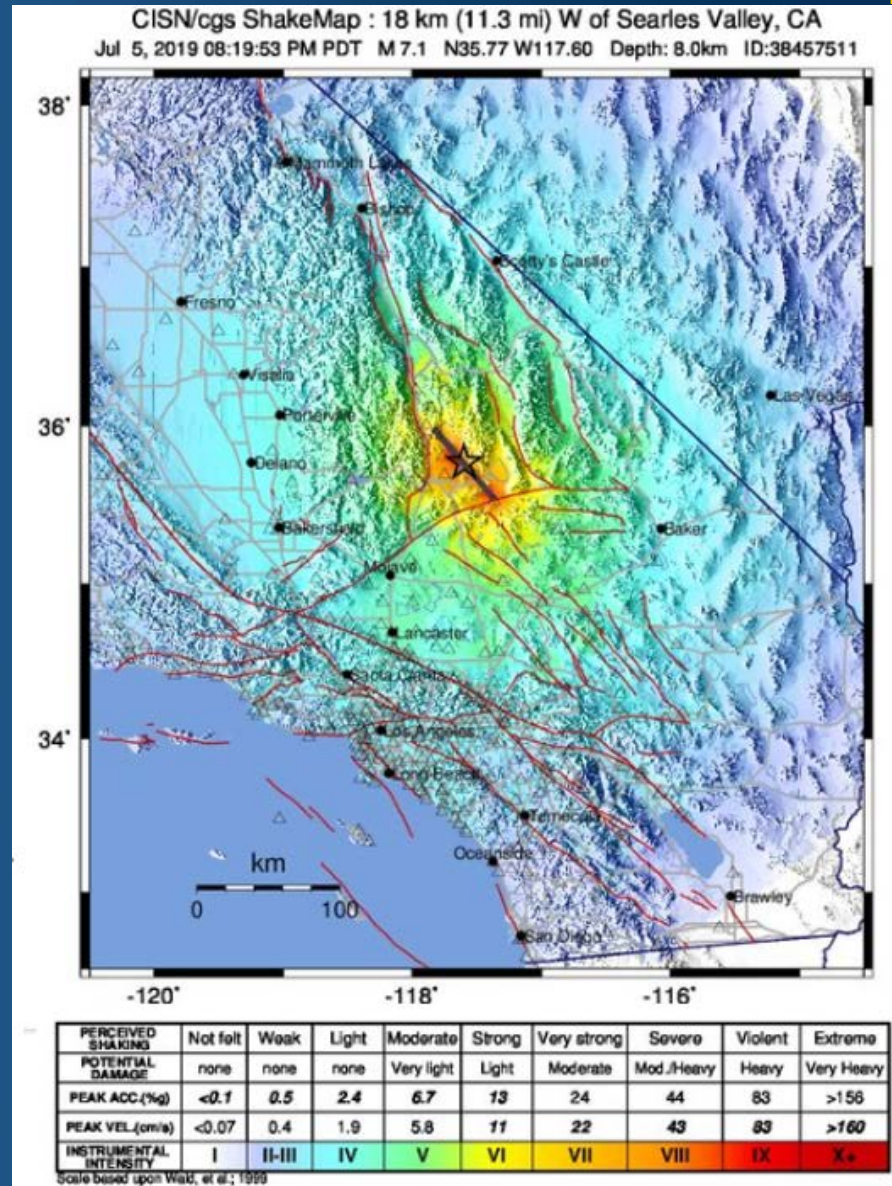 CISN/cgs ShakeMap : 18 km (11.3 mi) W of Searles Valley, CA
Jul 5, 2019 08:19:53 PM PDT M 7.1 N35.77 W117.60 Depth: 8.0km ID:38457511
38°
Mammoth Lakes
Bishop
Scotty's Castle
Fresno
Visalia
Las Vegas
36°
Porterville
Delano
Bakersfield
Baker
Mojave
Lancaster
Santa Clarita
34°
Los Angeles
Long Beach
Temecula
Oceanside
km
0 100
Brawley
San Diego
-120° -118° -116°
PERCEIVED SHAKING Not felt Weak Light Moderate Strong Very strong Severe Violent Extreme
POTENTIAL DAMAGE none none none Very light Light Moderate Mod./Heavy Heavy Very Heavy
PEAK ACC.(%g) <0.1 0.5 2.4 6.7 13 24 44 83 >156
PEAK VEL.(cm/s) <0.07 0.4 1.9 5.8 11 22 43 83 >160
INSTRUMENTAL INTENSITY I II-III IV V VI VII VIII IX X+
Scale based upon Wald, et al.; 1999